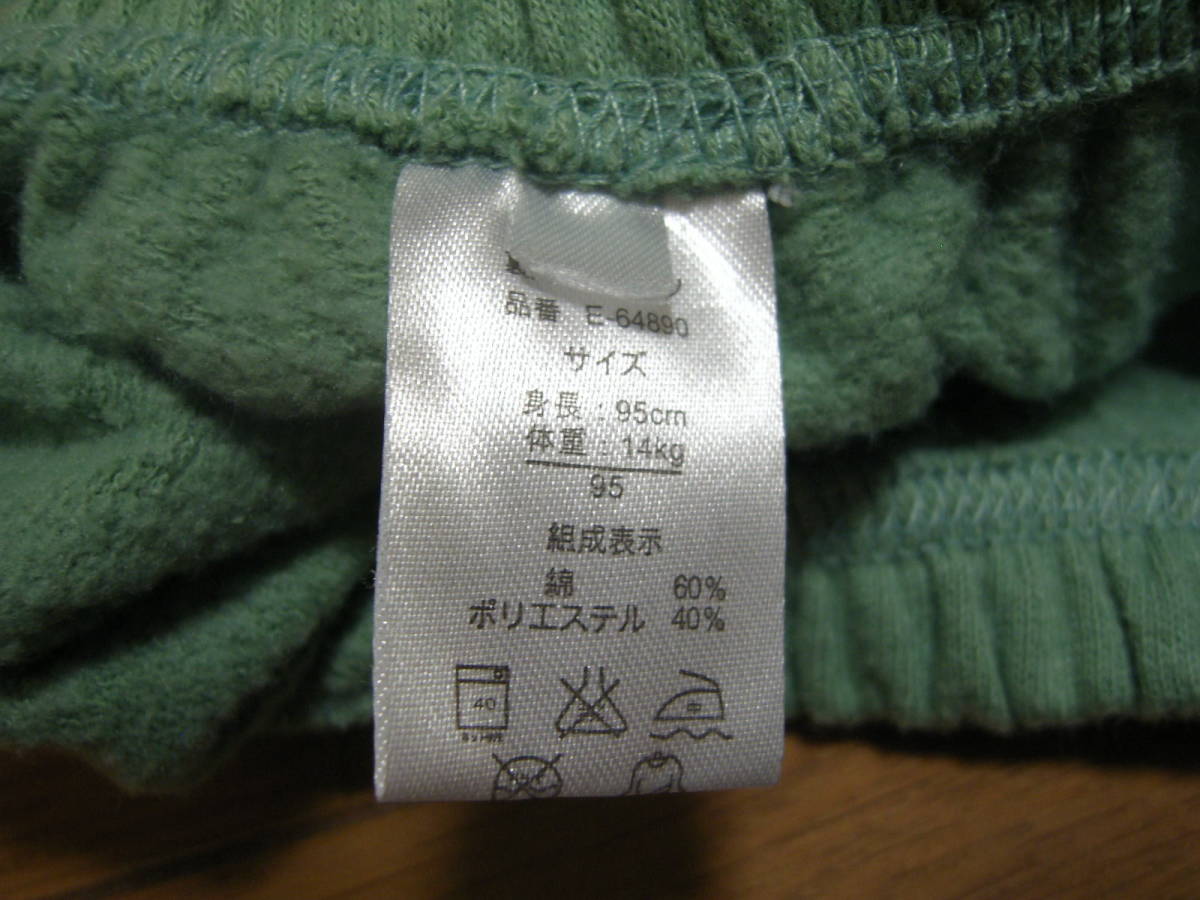 品番 E-64890
サイズ
身長：95cm
体重：14kg
95
組成表示
綿 60%
ポリエステル 40%
40
中